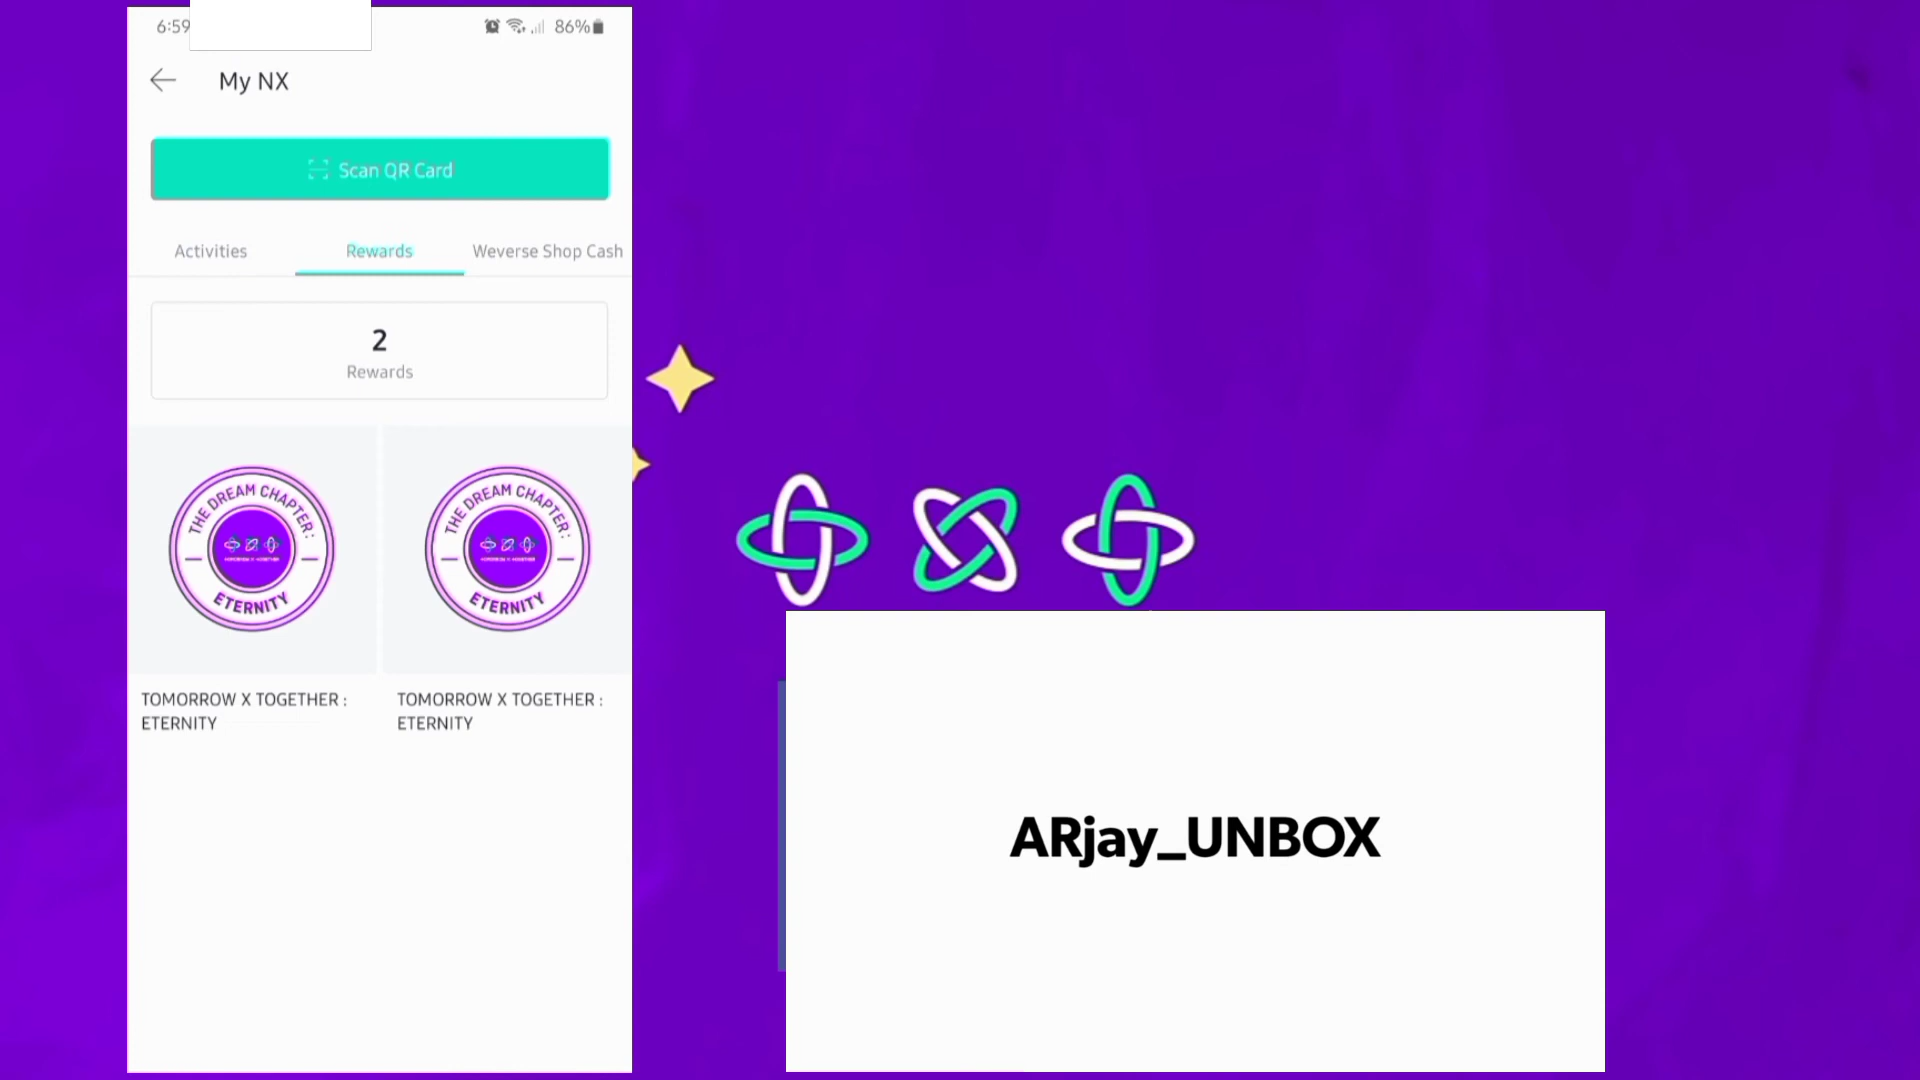 6:59
86%
My NX
Scan QR Card
Activities
Rewards
Weverse Shop Cash
2
Rewards
THE DREAM CHAPTER:
ETERNITY
THE DREAM CHAPTER:
ETERNITY
TOMORROW X TOGETHER :
ETERNITY
TOMORROW X TOGETHER :
ETERNITY
ARjay_UNBOX